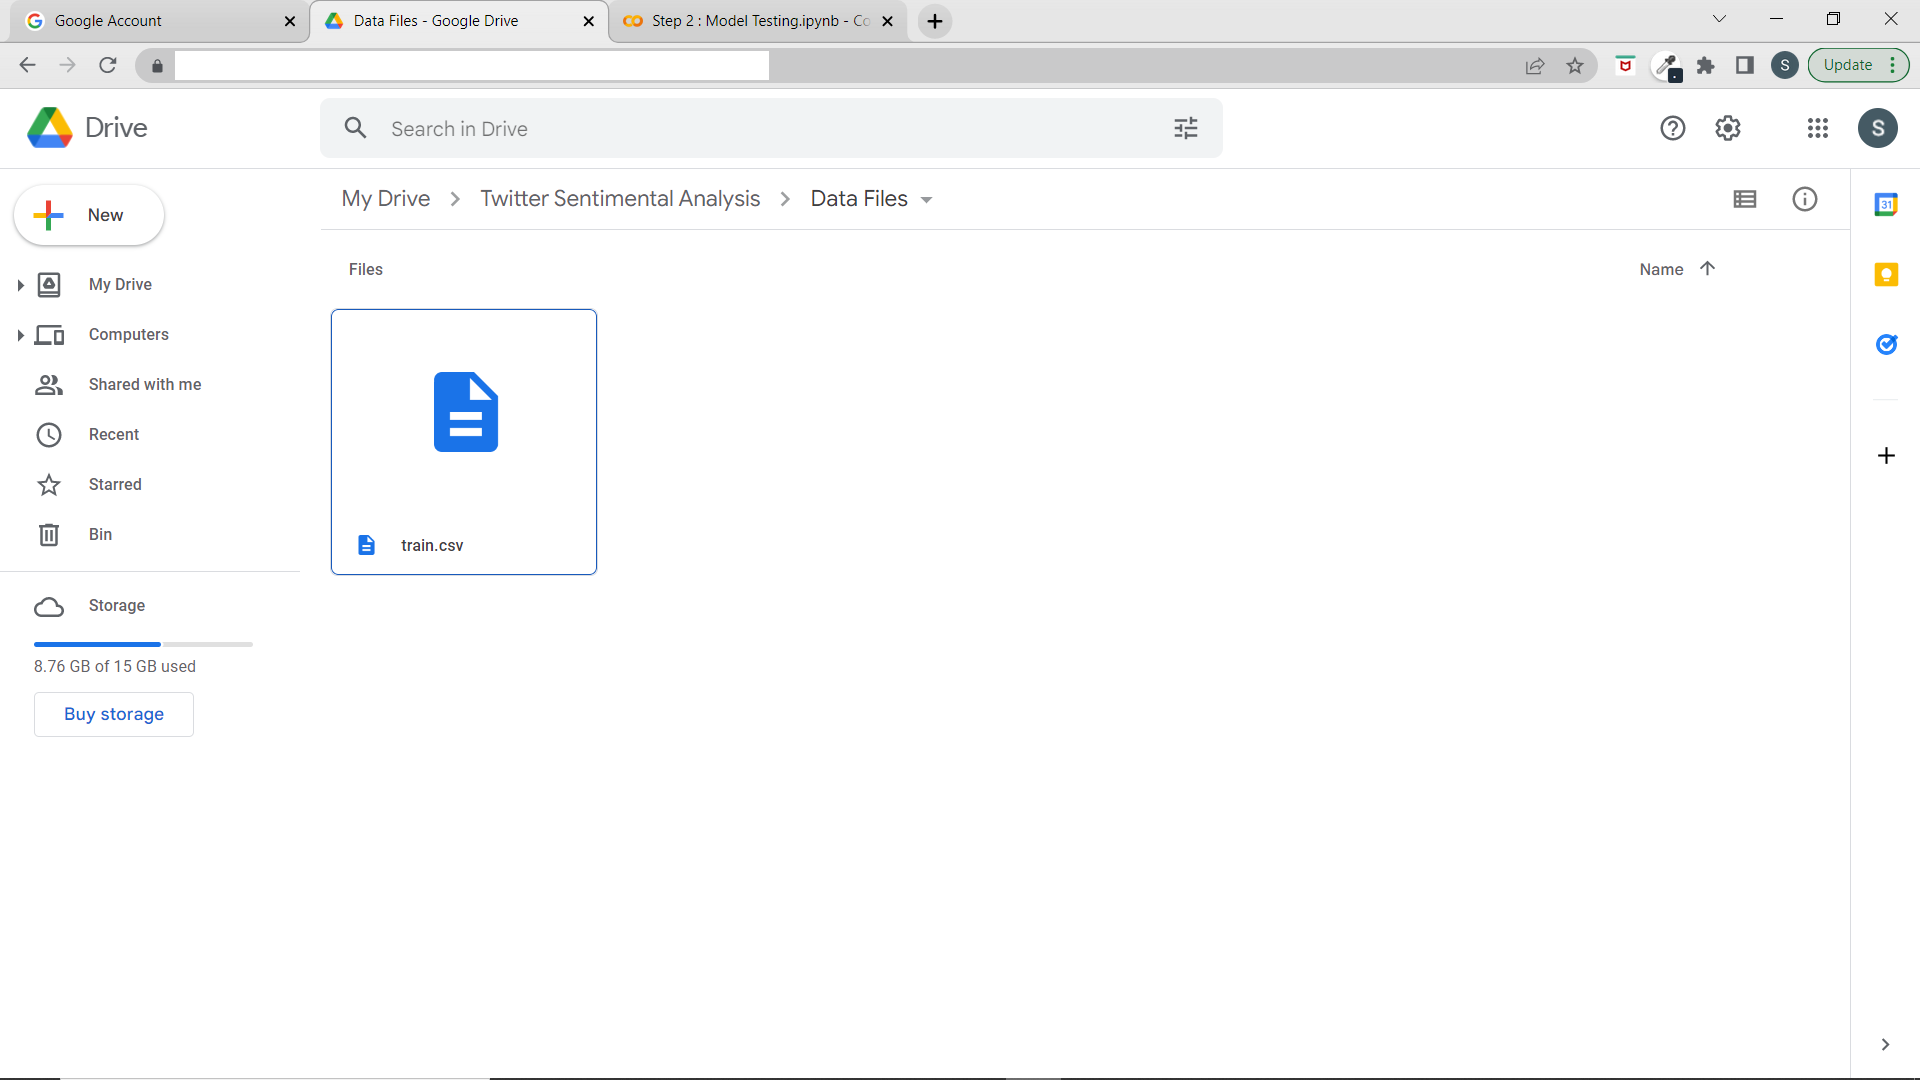 Google Account
Data Files - Google Drive
Step 2 : Model Testing.ipynb - Co
S
Update
Drive
Search in Drive
S
New
My Drive
Computers
Shared with me
Recent
Starred
Bin
Storage
8.76 GB of 15 GB used
Buy storage
My Drive > Twitter Sentimental Analysis > Data Files
Files
Name
train.csv
31